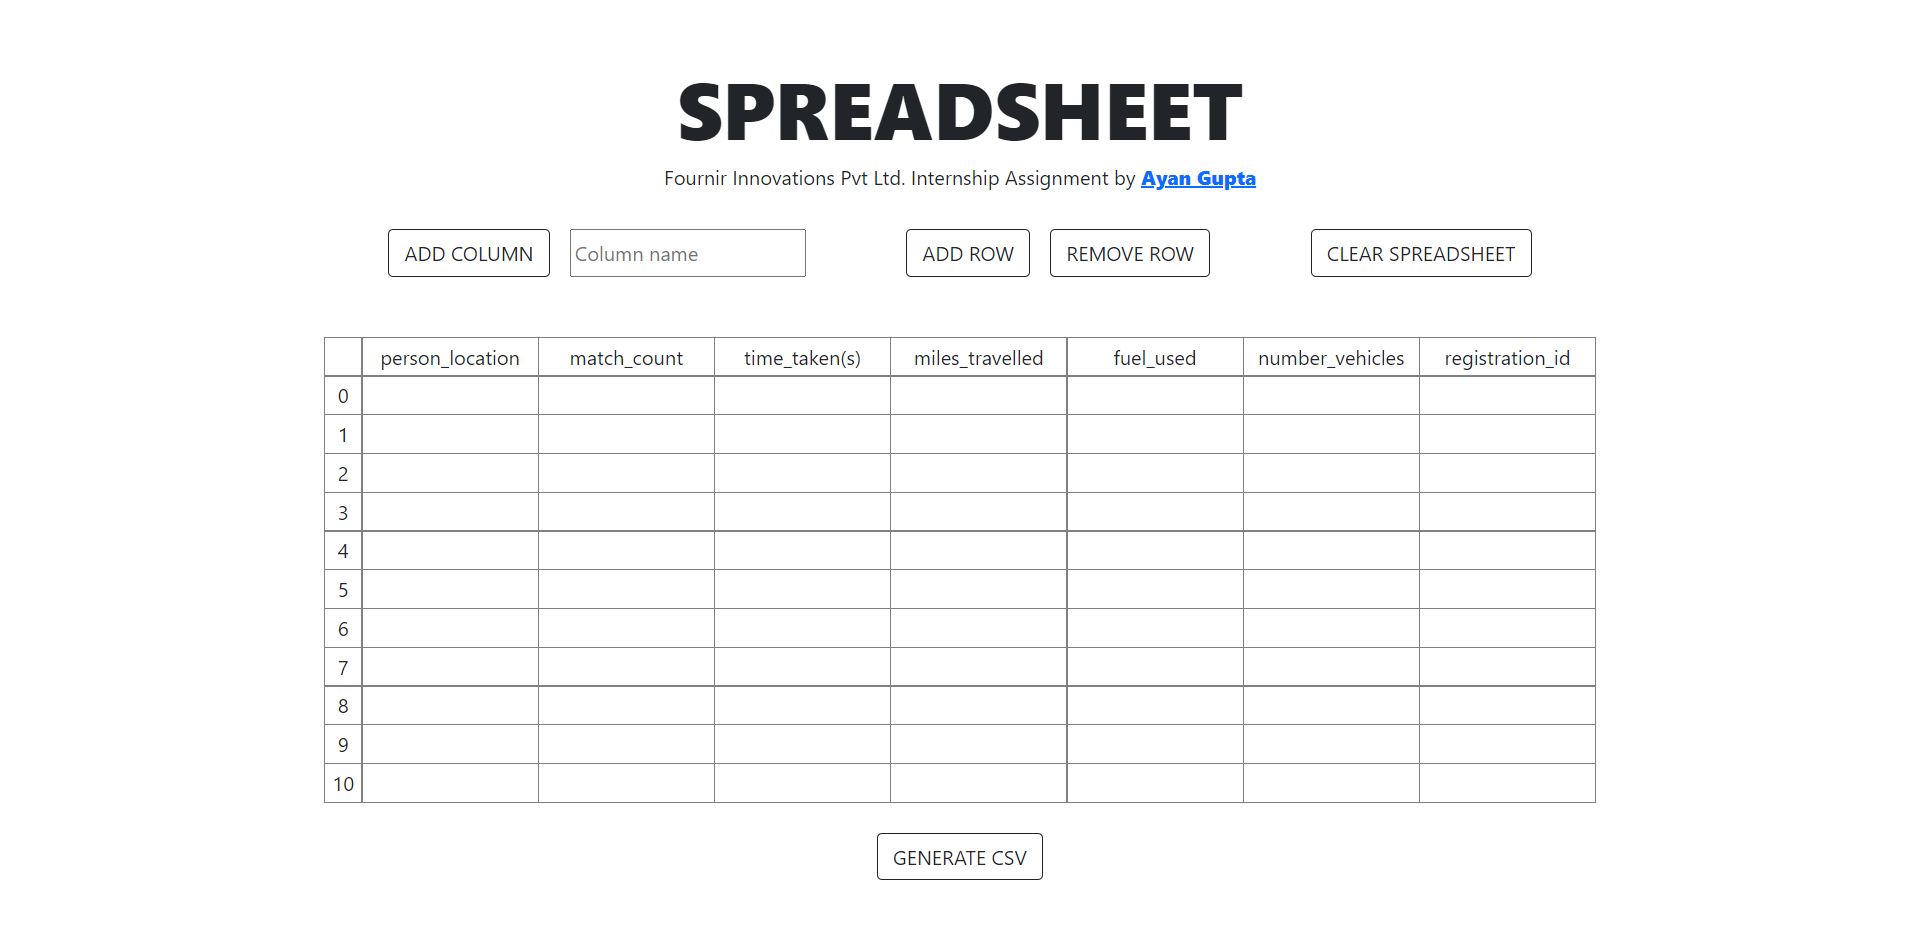 SPREADSHEET
Fournir Innovations Pvt Ltd. Internship Assignment by Ayan Gupta
ADD COLUMN Column name ADD ROW REMOVE ROW CLEAR SPREADSHEET
person_location match_count time_taken(s) miles_travelled fuel_used number_vehicles registration_id
0
1
2
3
4
5
6
7
8
9
10
GENERATE CSV